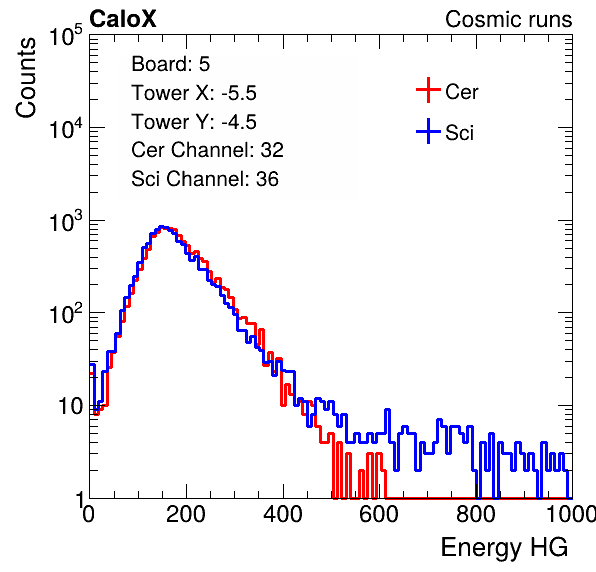 CaloX Cosmic runs
Counts
10^5
10^4
10^3
10^2
10
1
Board: 5
Tower X: -5.5
Tower Y: -4.5
Cer Channel: 32
Sci Channel: 36
Cer
Sci
0 200 400 600 800 1000
Energy HG